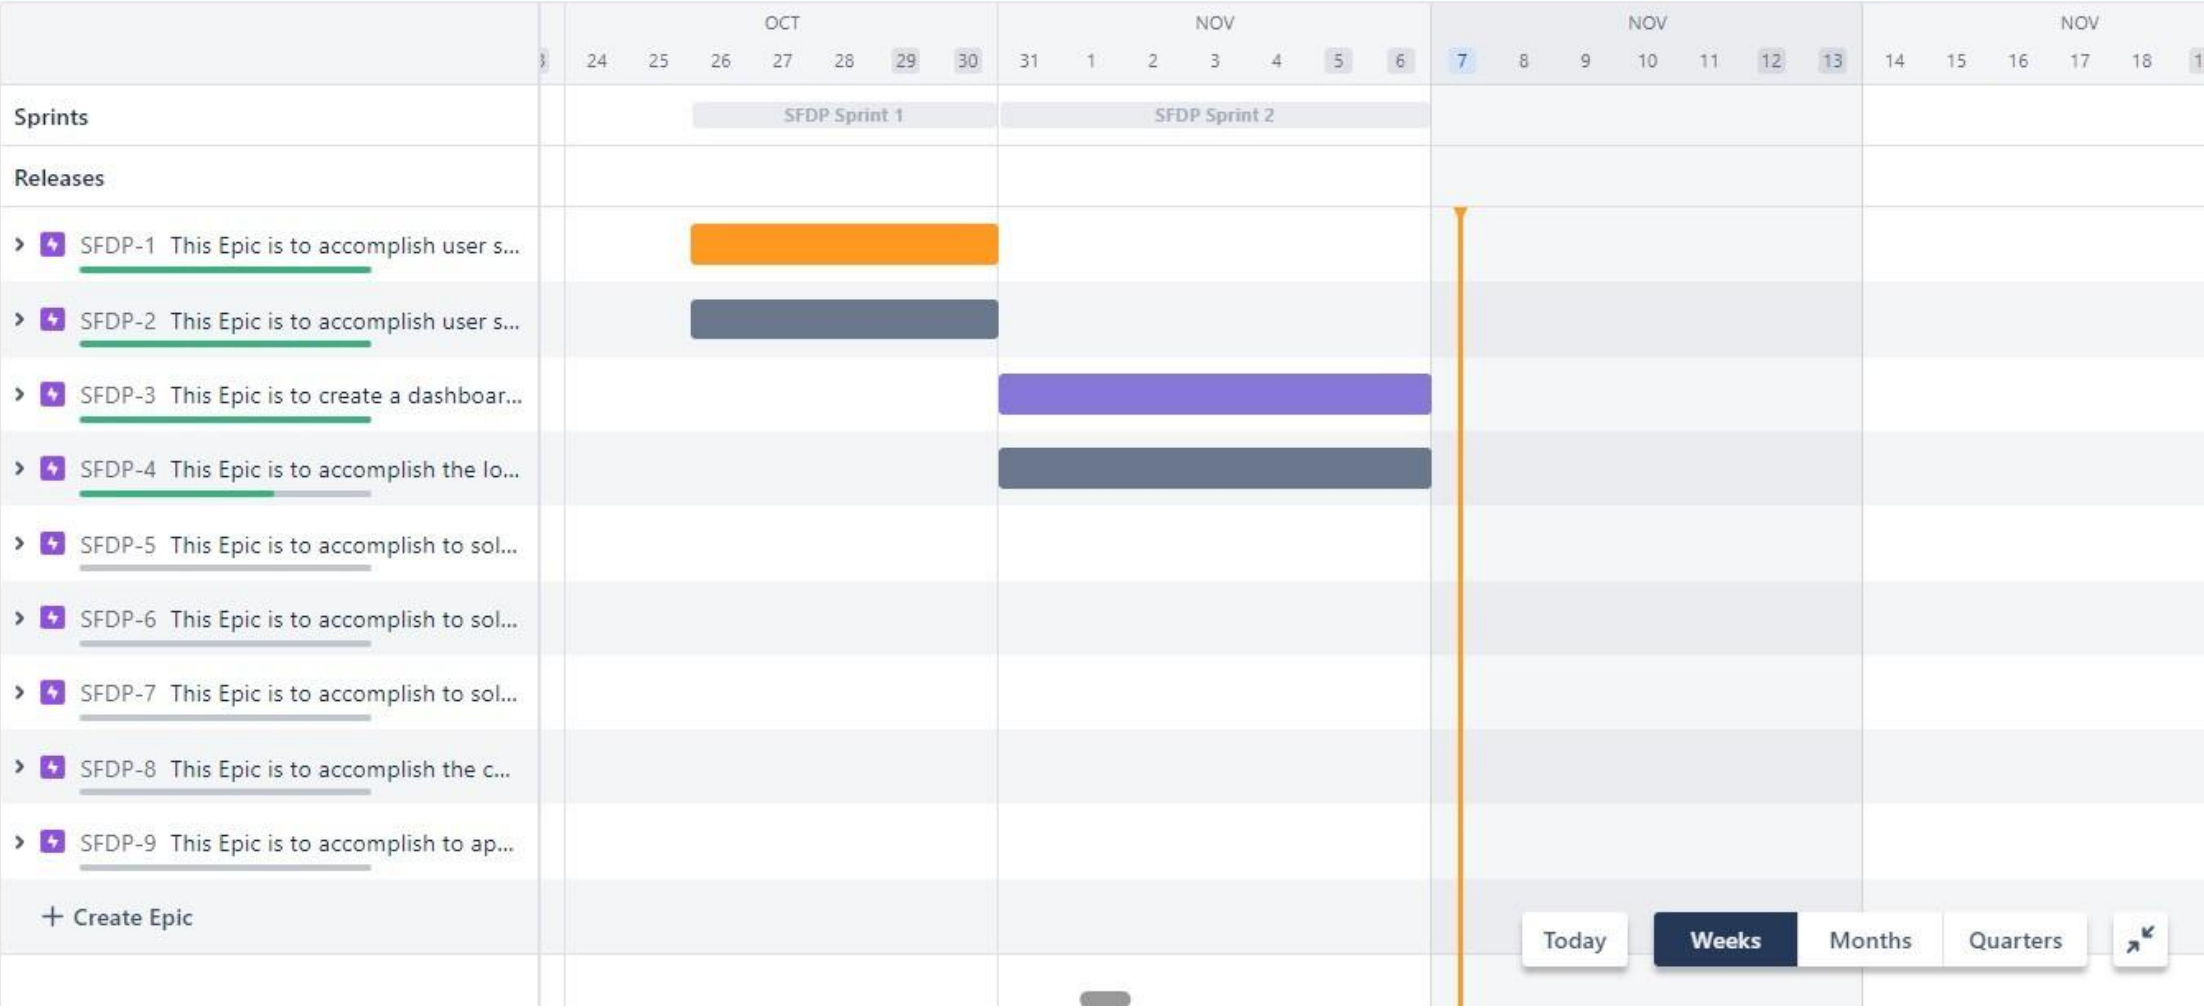 OCT NOV NOV NOV
24 25 26 27 28 29 30 31 1 2 3 4 5 6 7 8 9 10 11 12 13 14 15 16 17 18
Sprints SFDP Sprint 1 SFDP Sprint 2
Releases
SFDP-1 This Epic is to accomplish user s...
SFDP-2 This Epic is to accomplish user s...
SFDP-3 This Epic is to create a dashboar...
SFDP-4 This Epic is to accomplish the lo...
SFDP-5 This Epic is to accomplish to sol...
SFDP-6 This Epic is to accomplish to sol...
SFDP-7 This Epic is to accomplish to sol...
SFDP-8 This Epic is to accomplish the c...
SFDP-9 This Epic is to accomplish to ap...
+ Create Epic
Today Weeks Months Quarters